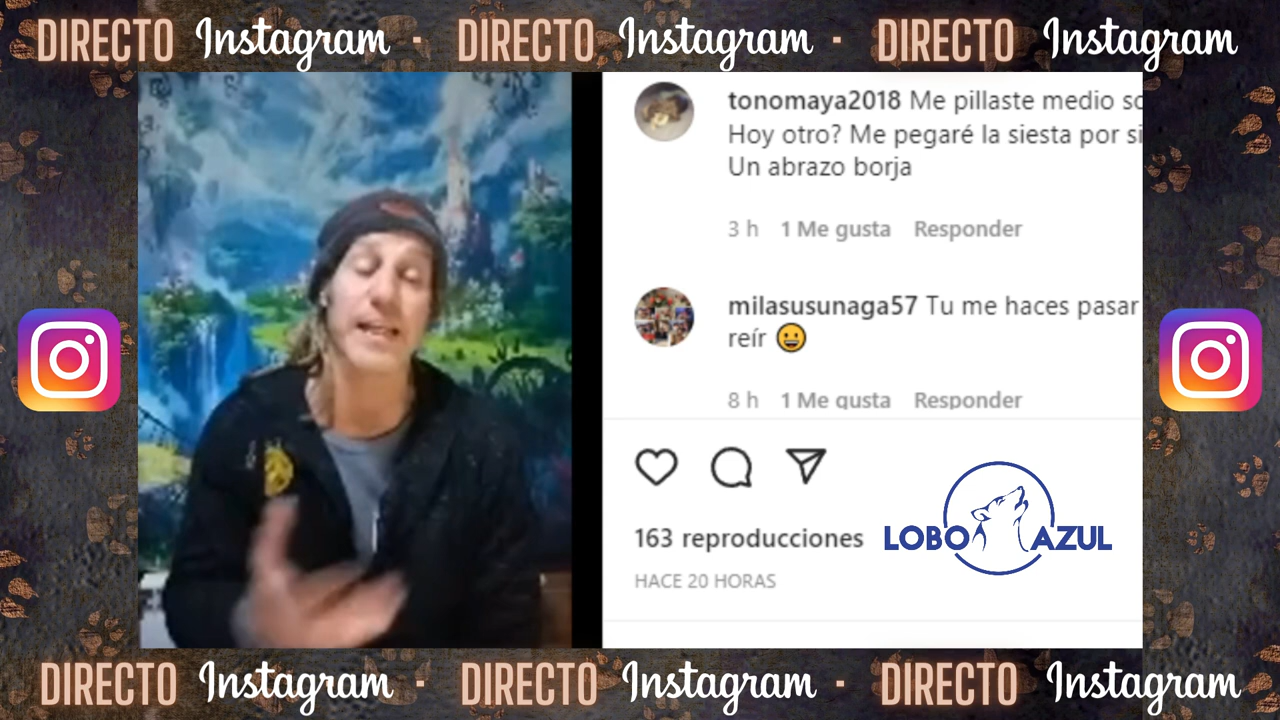 DIRECTO Instagram · DIRECTO Instagram · DIRECTO Instagram
tonomaya2018 Me pillaste medio so
Hoy otro? Me pegaré la siesta por si
Un abrazo borja
3 h 1 Me gusta Responder
milasusunaga57 Tu me haces pasar
reír 😀
8 h 1 Me gusta Responder
163 reproducciones
LOBO AZUL
HACE 20 HORAS
DIRECTO Instagram · DIRECTO Instagram · DIRECTO Instagram